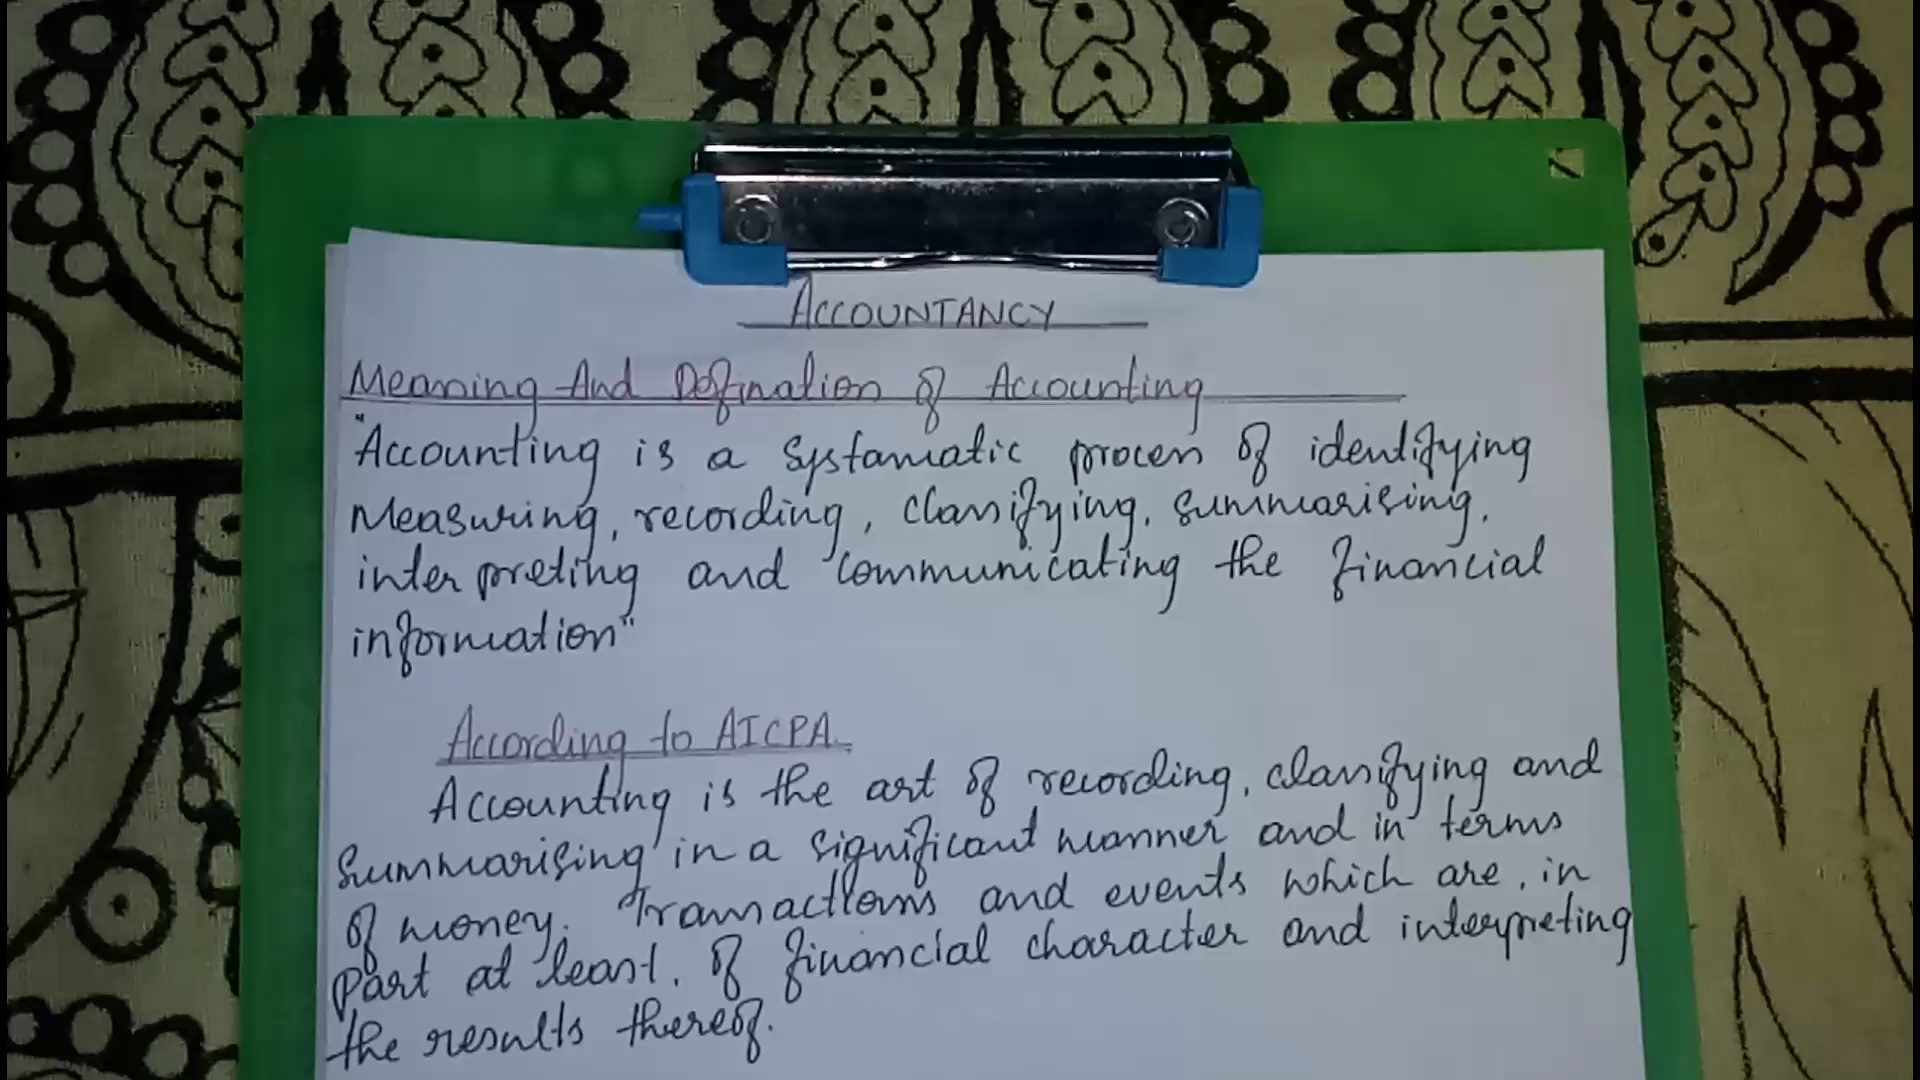 ACCOUNTANCY
Meaning And Defination of Accounting
"Accounting is a Systamatic process of identifying
Measuring, recording, classifying, summarising,
interpreting and communicating the financial
information"
According to AICPA.
Accounting is the art of recording, classifying and
Summarising in a significant manner and in terms
of money. Transactions and events which are, in
part at least, of financial character and interpreting
the results thereof.